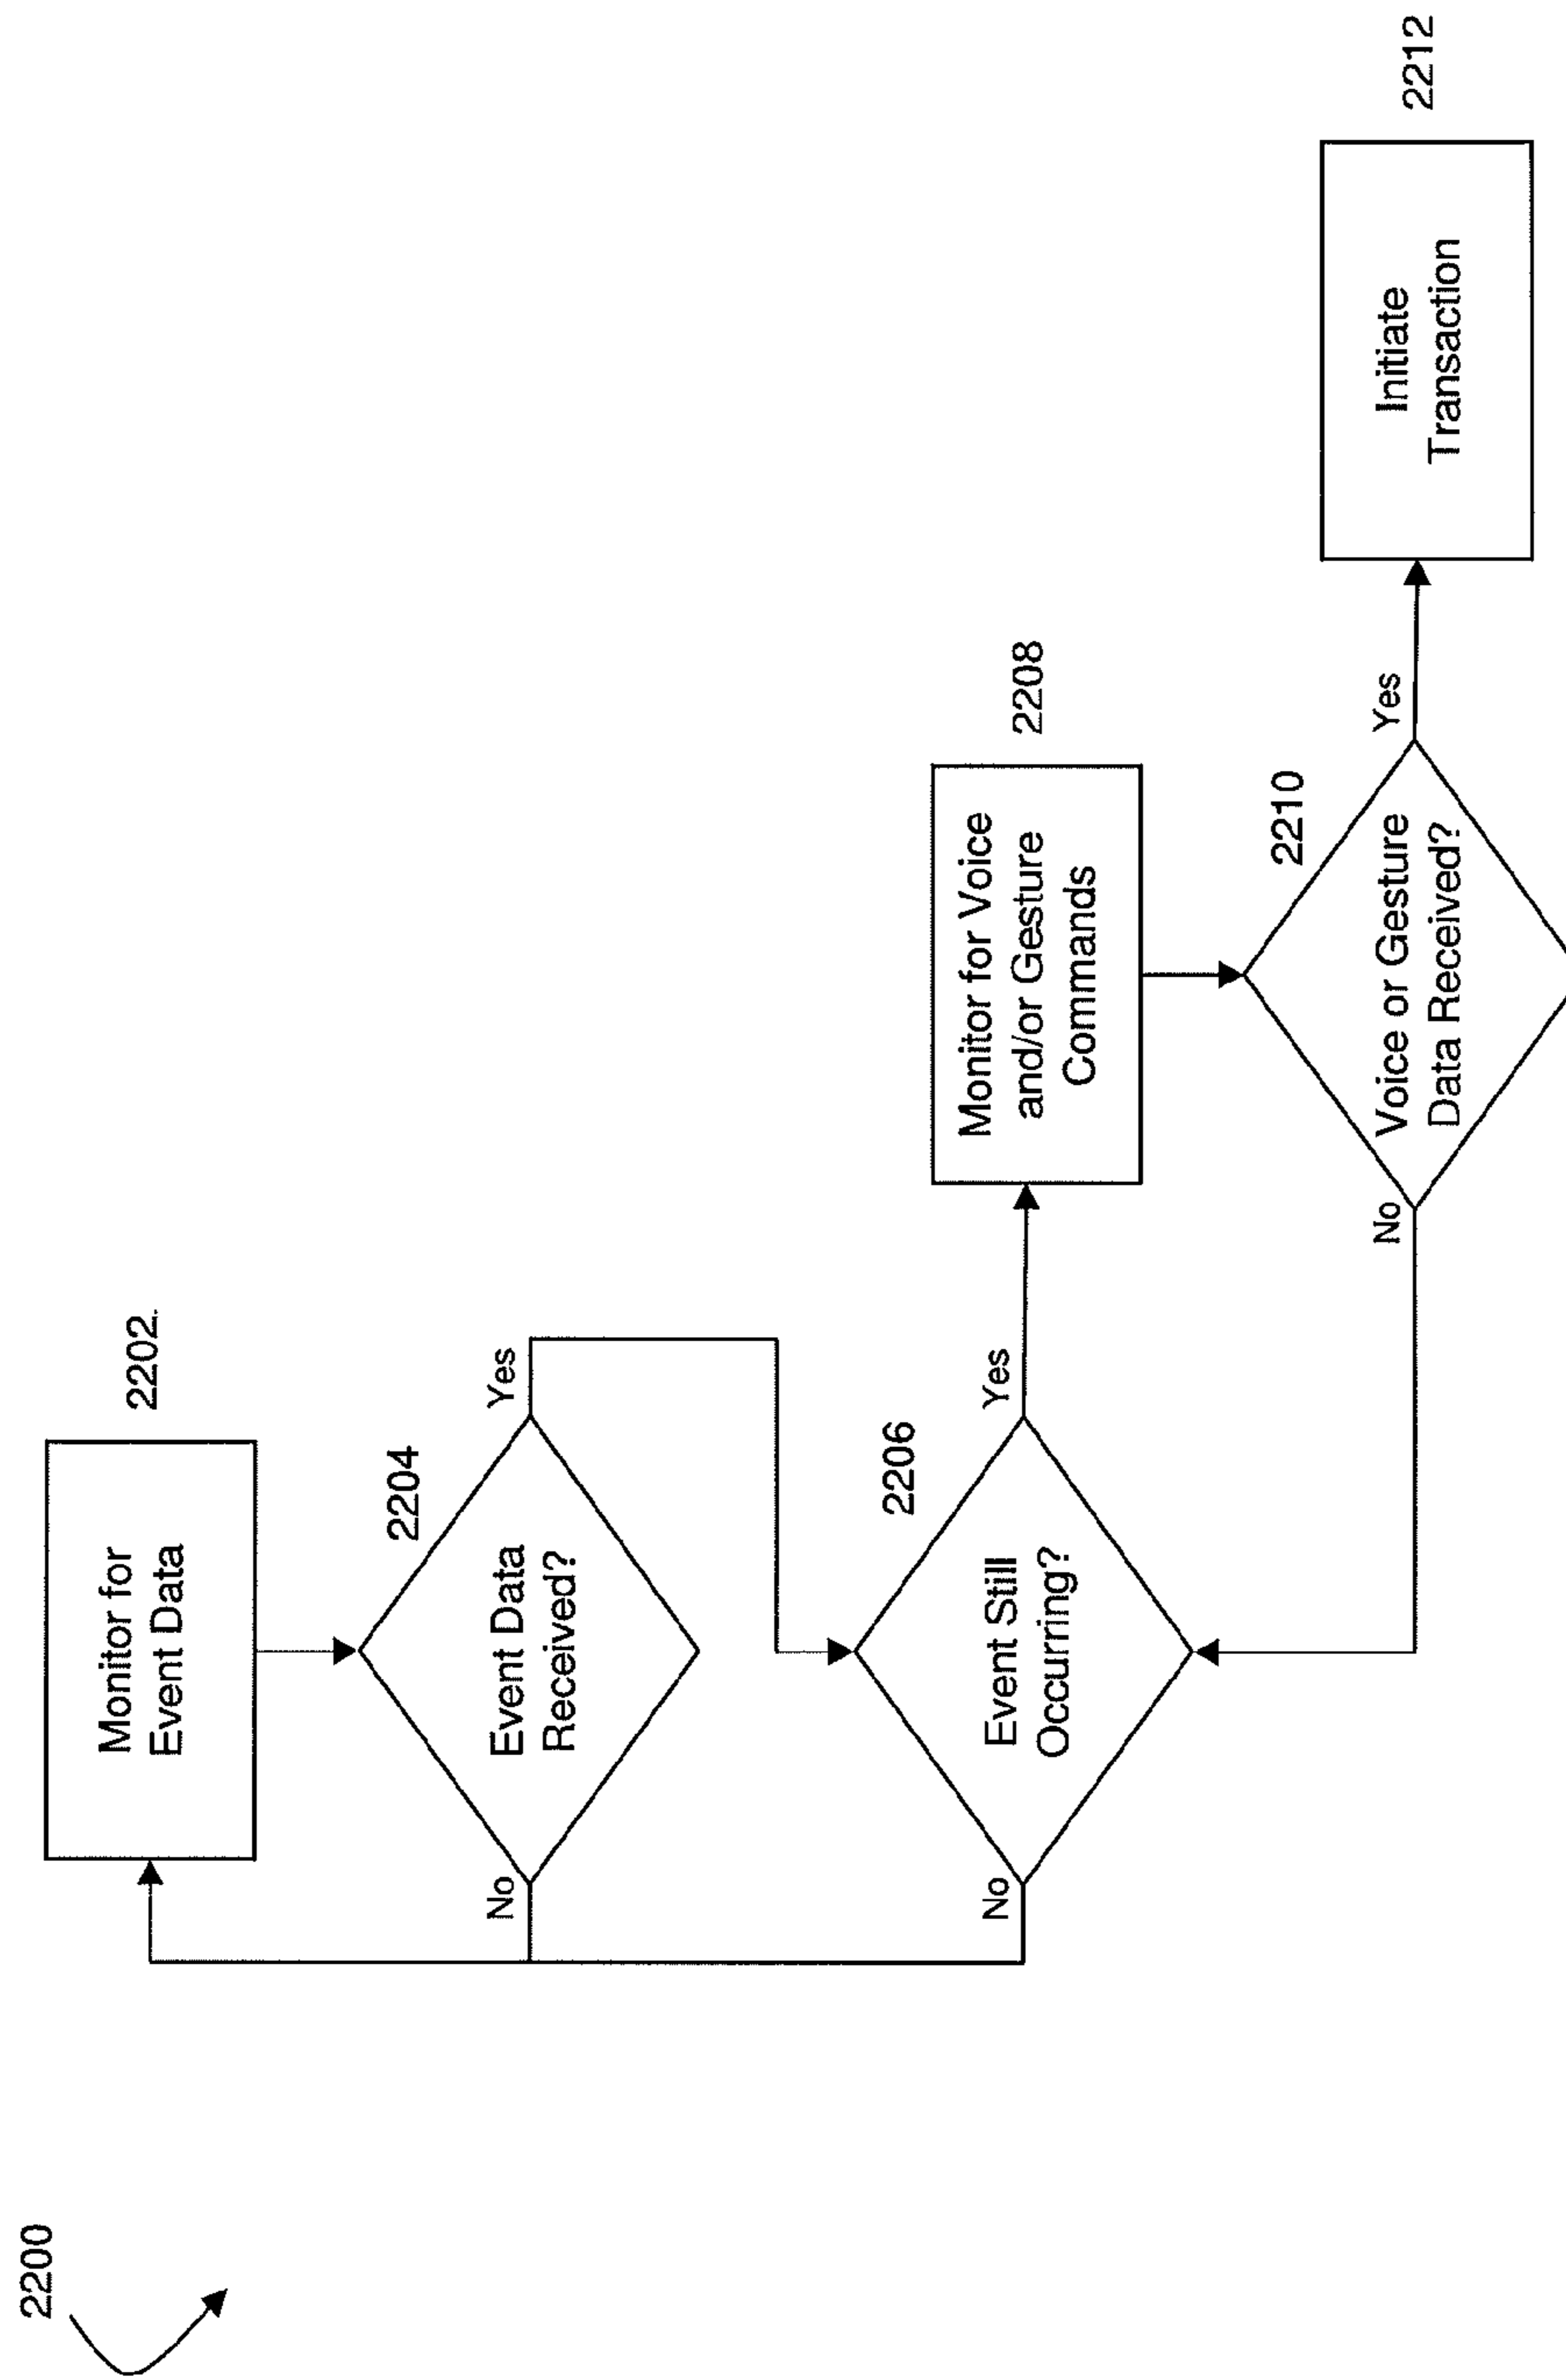 2200
Monitor for
Event Data
2202
2204
Event Data
Received?
Yes
No
2206
Event Still
Occurring?
Yes
No
Monitor for Voice
and/or Gesture
Commands
2208
2210
Voice or Gesture
Data Received?
Yes
No
Initiate
Transaction
2212